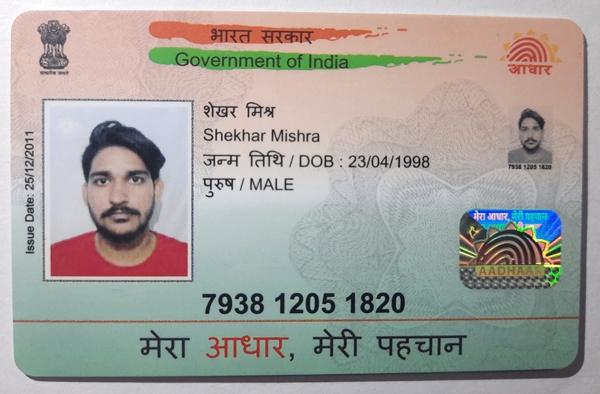 भारत सरकार
Government of India
सत्यमेव जयते
आधार
Issue Date: 25/12/2011
शेखर मिश्र
Shekhar Mishra
जन्म तिथि / DOB : 23/04/1998
पुरुष / MALE
7938 1205 1820
मेरा आधार, मेरी पहचान
AADHAAR
7938 1205 1820
मेरा आधार, मेरी पहचान